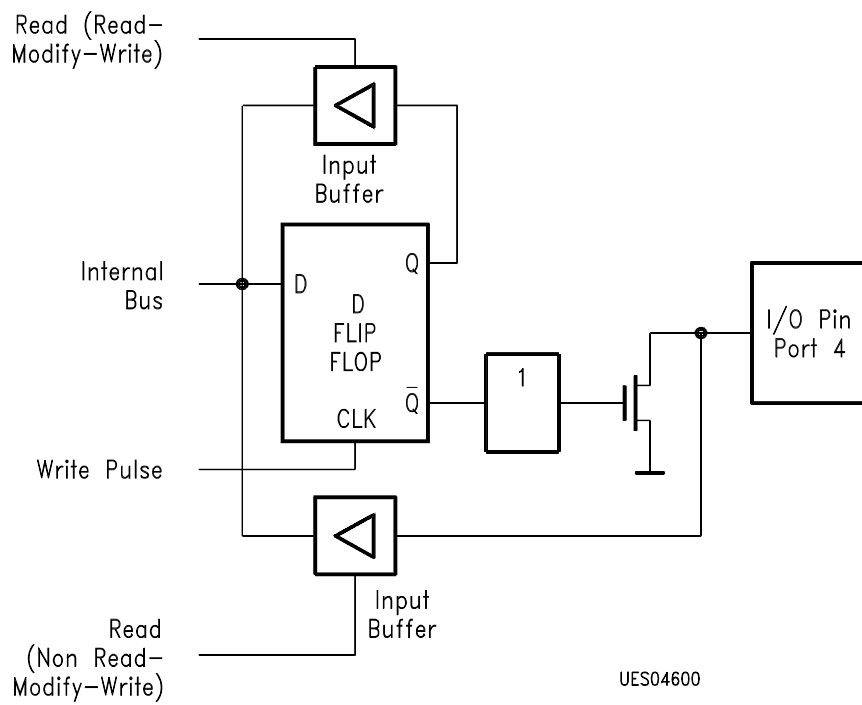 Read (Read-
Modify-Write)
Input
Buffer
Internal
Bus
D
Q
D
FLIP
FLOP
Q̅
CLK
1
I/O Pin
Port 4
Write Pulse
Input
Buffer
Read
(Non Read-
Modify-Write)
UES04600